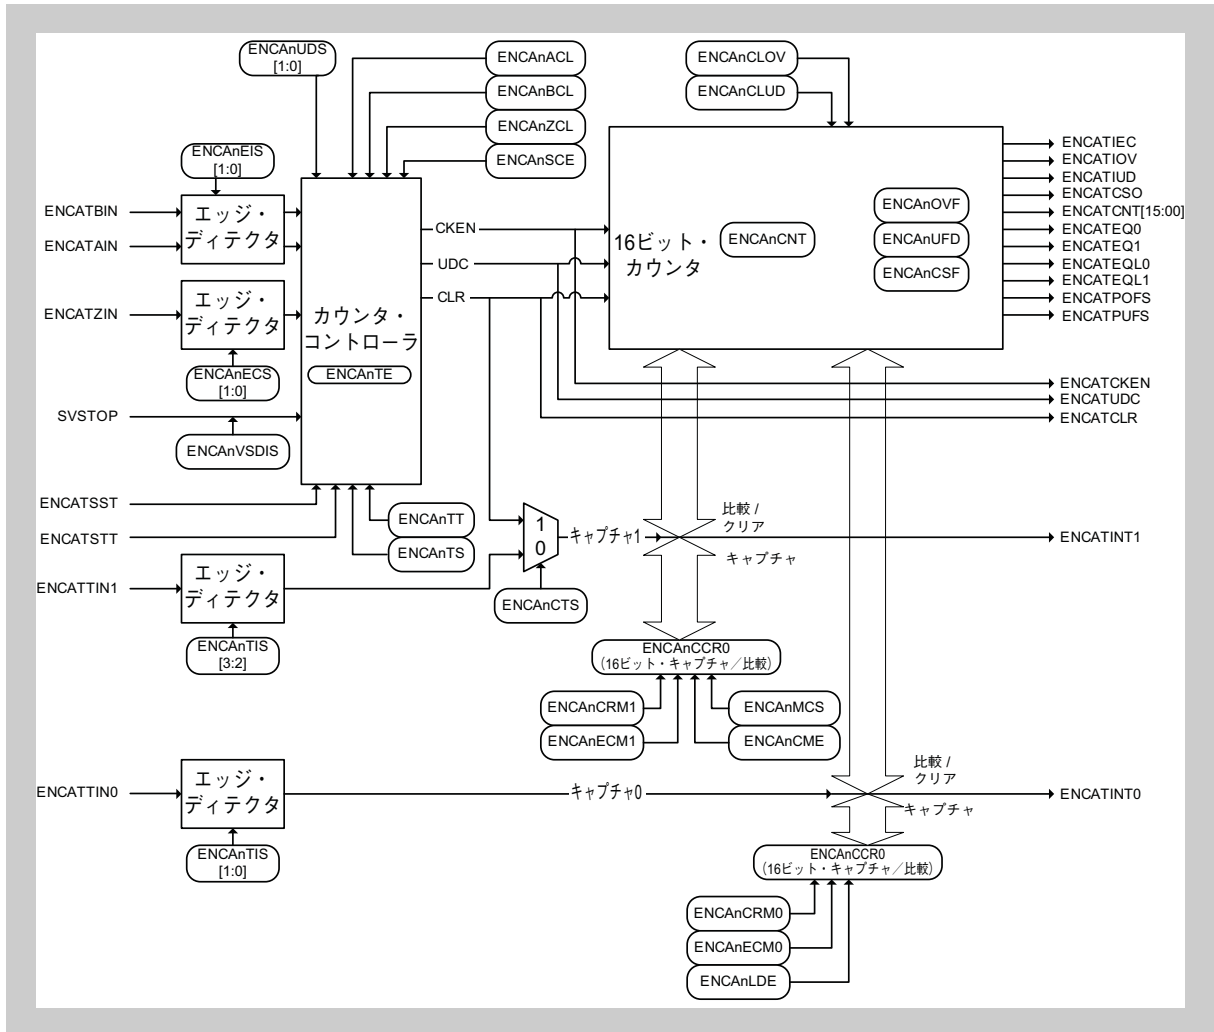 ENCAnUDS
[1:0]
ENCAnACL
ENCAnBCL
ENCAnZCL
ENCAnSCE
ENCAnCLOV
ENCAnCLUD
ENCAnEIS
[1:0]
ENCATBIN
ENCATAIN
エッジ・
ディテクタ
ENCATZIN
エッジ・
ディテクタ
ENCAnECS
[1:0]
SVSTOP
ENCAnVSDIS
カウンタ・
コントローラ
ENCAnTE
CKEN
UDC
CLR
16ビット・
カウンタ
ENCAnCNT
ENCAnOVF
ENCAnUFD
ENCAnCSF
ENCATIEC
ENCATIOV
ENCATIUD
ENCATCSO
ENCATCNT[15:00]
ENCATEQ0
ENCATEQ1
ENCATEQL0
ENCATEQL1
ENCATPOFS
ENCATPUFS
ENCATCKEN
ENCATUDC
ENCATCLR
ENCATSST
ENCATSTT
ENCAnTT
ENCAnTS
1
0
キャプチャ1
比較 /
クリア
キャプチャ
ENCATINT1
ENCATTIN1
エッジ・
ディテクタ
ENCAnTIS
[3:2]
ENCAnCTS
ENCAnCCR0
(16ビット・キャプチャ／比較)
ENCAnCRM1
ENCAnECM1
ENCAnMCS
ENCAnCME
ENCATTIN0
エッジ・
ディテクタ
ENCAnTIS
[1:0]
キャプチャ0
比較 /
クリア
キャプチャ
ENCATINT0
ENCAnCCR0
(16ビット・キャプチャ／比較)
ENCAnCRM0
ENCAnECM0
ENCAnLDE